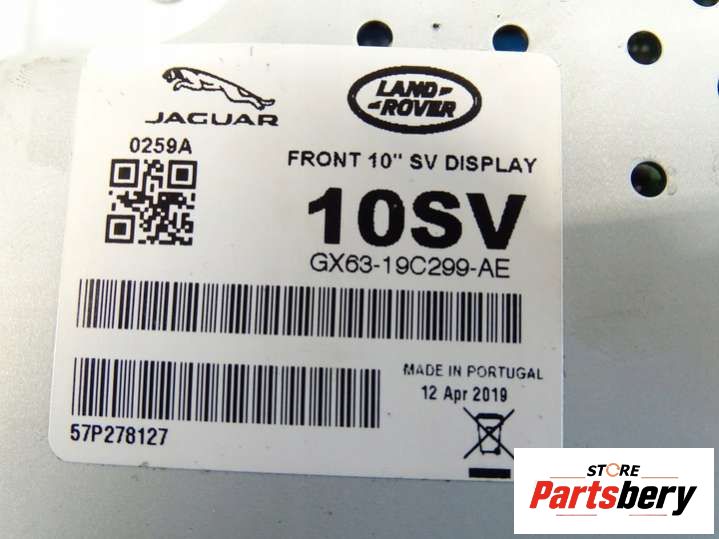 JAGUAR
LAND
ROVER
0259A
FRONT 10" SV DISPLAY
10SV
GX63-19C299-AE
MADE IN PORTUGAL
12 Apr 2019
57P278127
STORE
Partsbery